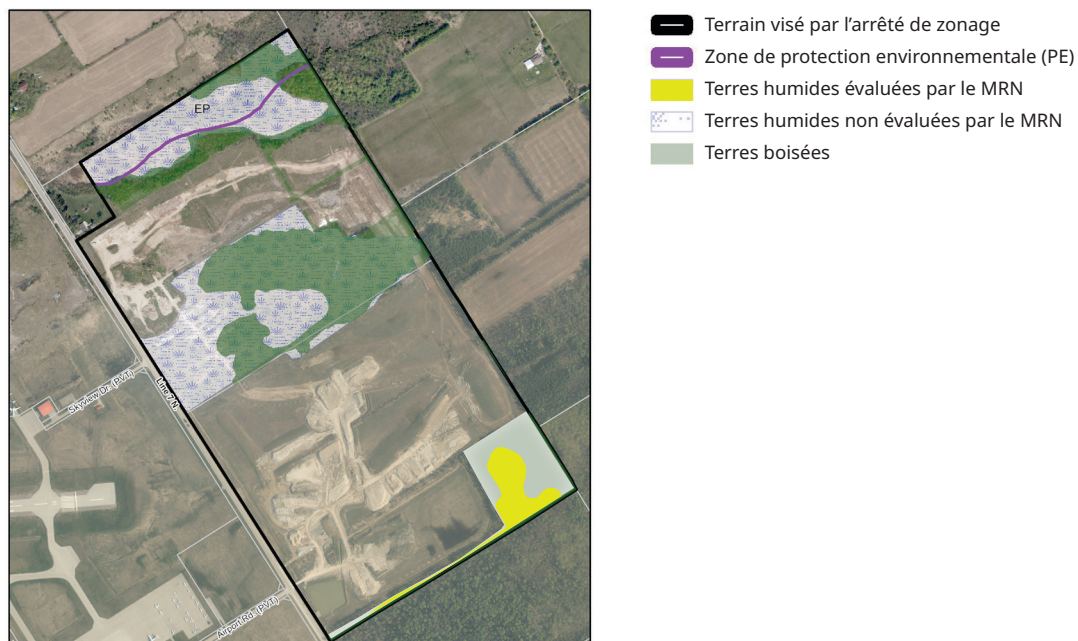 EP
Skyview Dr. (PVT)
Line 7 N.
Airport Rd. (PVT)
Terrain visé par l’arrêté de zonage
Zone de protection environnementale (PE)
Terres humides évaluées par le MRN
Terres humides non évaluées par le MRN
Terres boisées